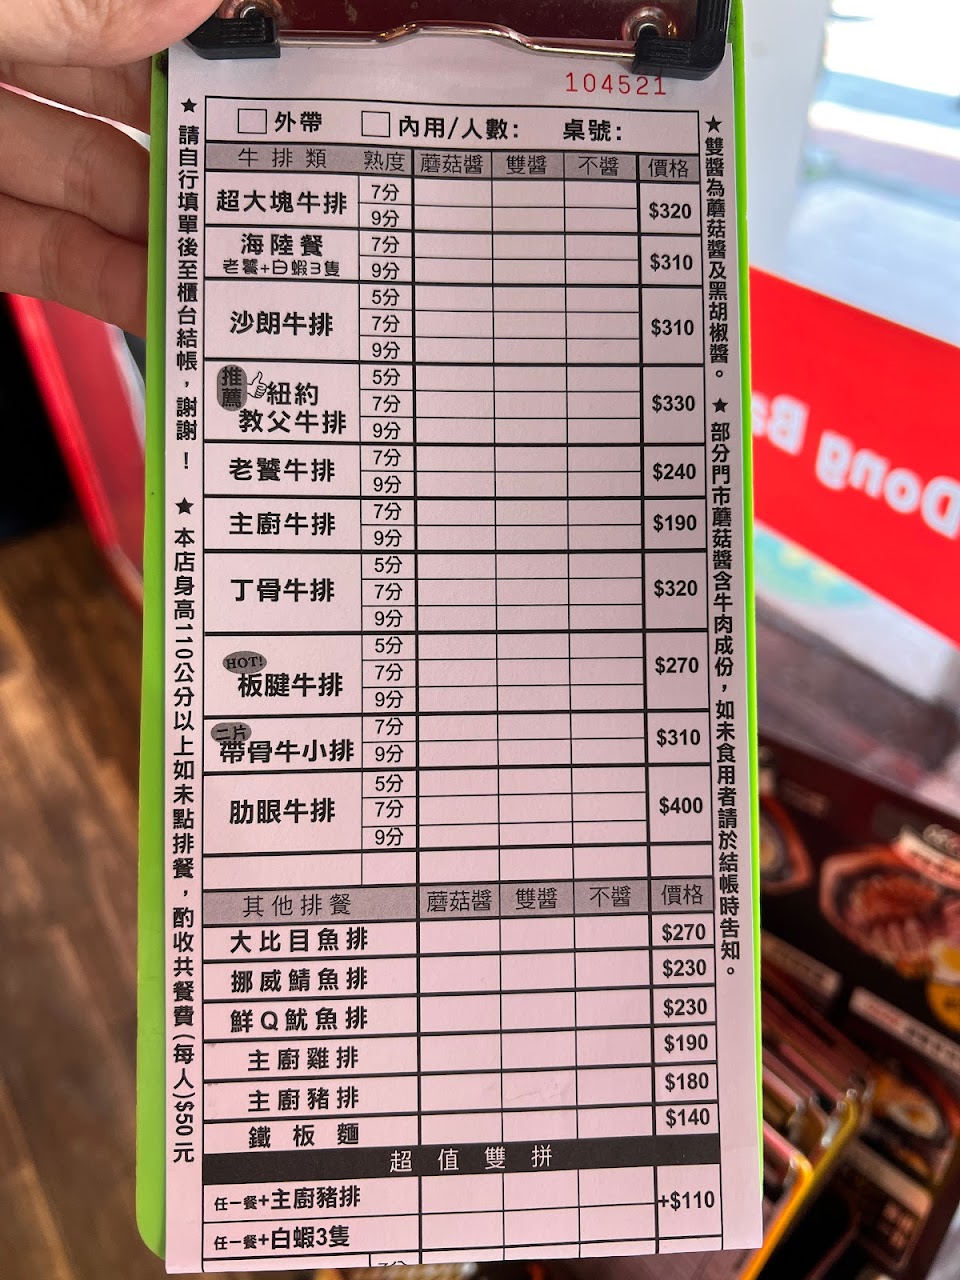 104521
外帶 內用/人數: 桌號:
牛排類 熟度 蘑菇醬 雙醬 不醬 價格
超大塊牛排 7分 9分 $320
海陸餐 7分 9分 $310
老饕+白蝦3隻
沙朗牛排 5分 7分 9分 $310
推薦 紐約 5分 7分 9分 $330
教父牛排
老饕牛排 7分 9分 $240
主廚牛排 7分 9分 $190
丁骨牛排 5分 7分 9分 $320
HOT! 5分 7分 9分 $270
板腱牛排
二片 7分 9分 $310
帶骨牛小排
肋眼牛排 5分 7分 9分 $400
其他排餐 蘑菇醬 雙醬 不醬 價格
大比目魚排 $270
挪威鯖魚排 $230
鮮Q魷魚排 $230
主廚雞排 $190
主廚豬排 $180
鐵板麵 $140
超值雙拼
任一餐+主廚豬排 +$110
任一餐+白蝦3隻
★請自行填單後至櫃台結帳,謝謝! ★本店身高110公分以上如未點排餐,酌收共餐費(每人)$50元
★雙醬為蘑菇醬及黑胡椒醬。★部分門市蘑菇醬含牛肉成份,如未食用者請於結帳時告知。
Dong Ba